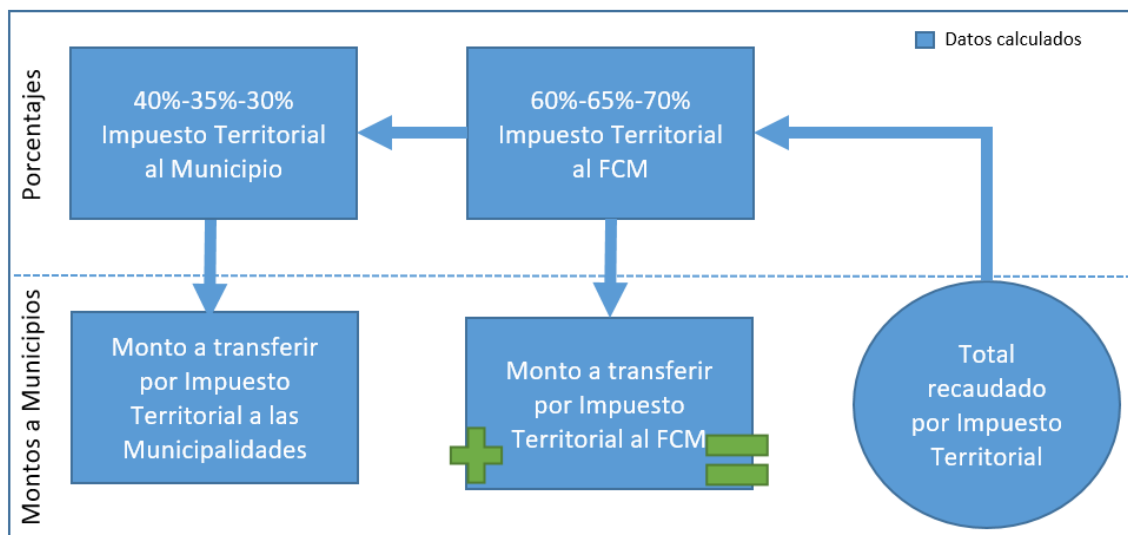 Datos calculados
Porcentajes
40%-35%-30%
Impuesto Territorial
al Municipio
60%-65%-70%
Impuesto Territorial
al FCM
Montos a Municipios
Monto a transferir
por Impuesto
Territorial a las
Municipalidades
Monto a transferir
por Impuesto
Territorial al FCM
Total
recaudado
por Impuesto
Territorial